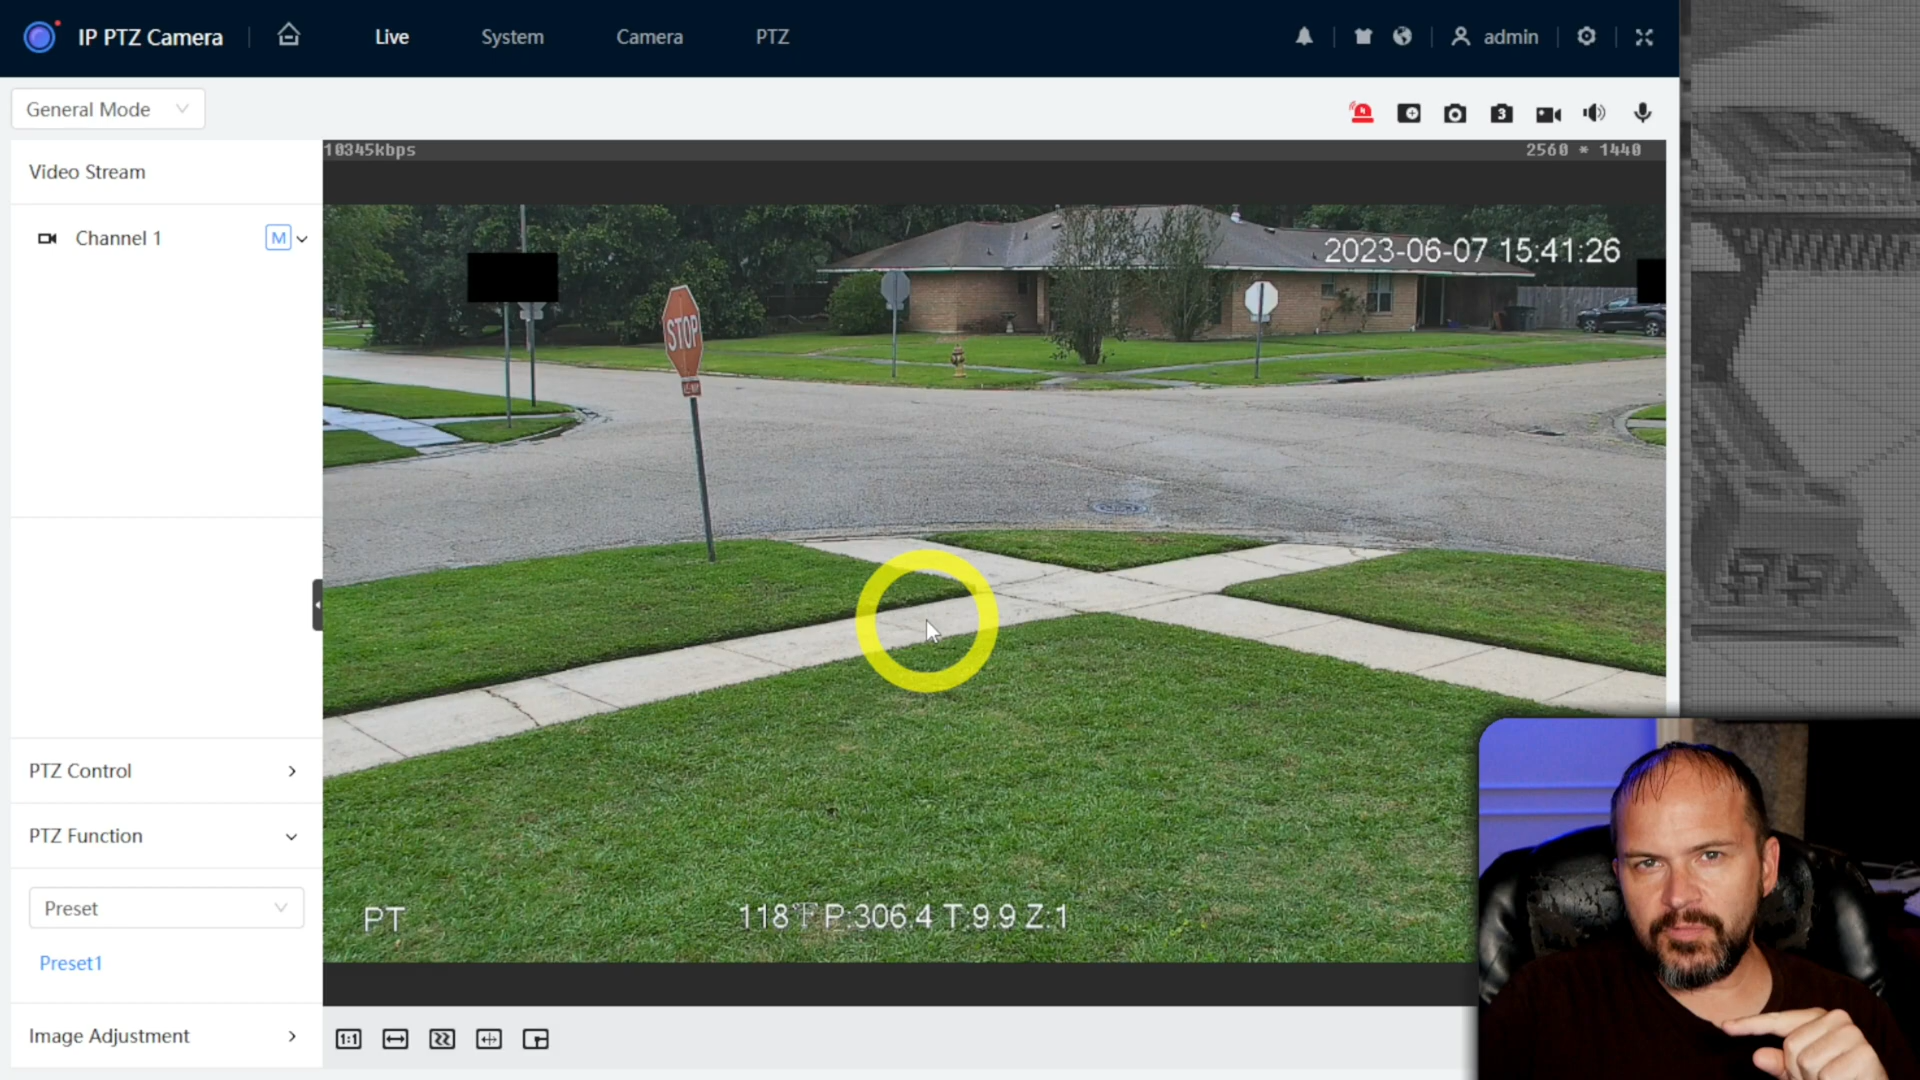 IP PTZ Camera
Live
System
Camera
PTZ
admin
General Mode
3
Video Stream
10345kbps
2560 * 1440
Channel 1
M
2023-06-07 15:41:26
STOP
PTZ Control
PTZ Function
Preset
PT
118°F P:306.4 T:9.9 Z:1
Preset1
Image Adjustment
1:1